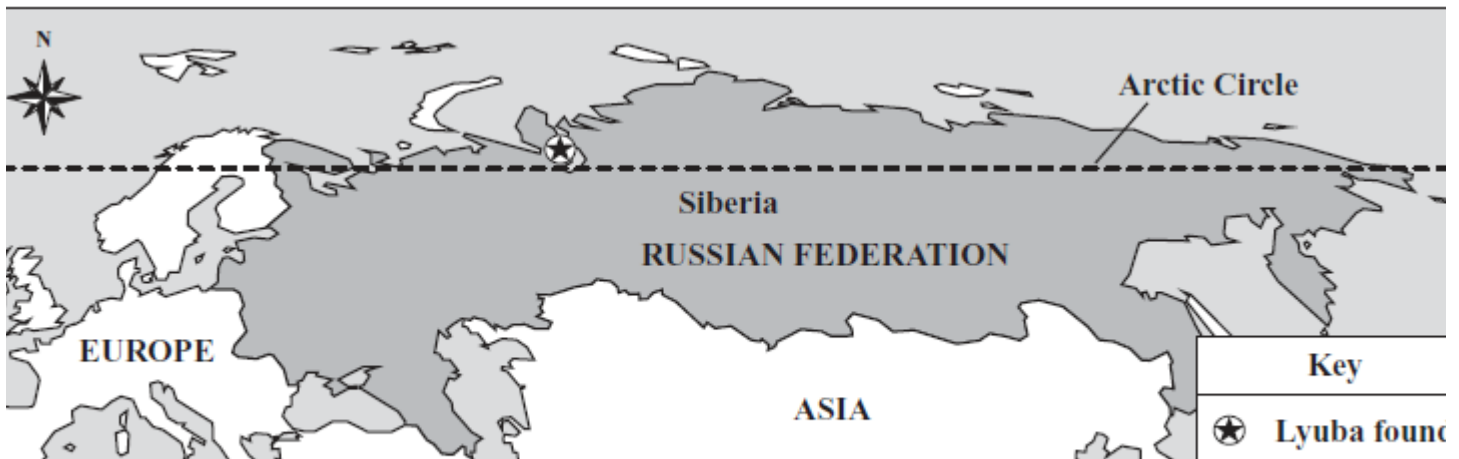 N
Arctic Circle
Siberia
RUSSIAN FEDERATION
EUROPE
Key
ASIA
Lyuba found